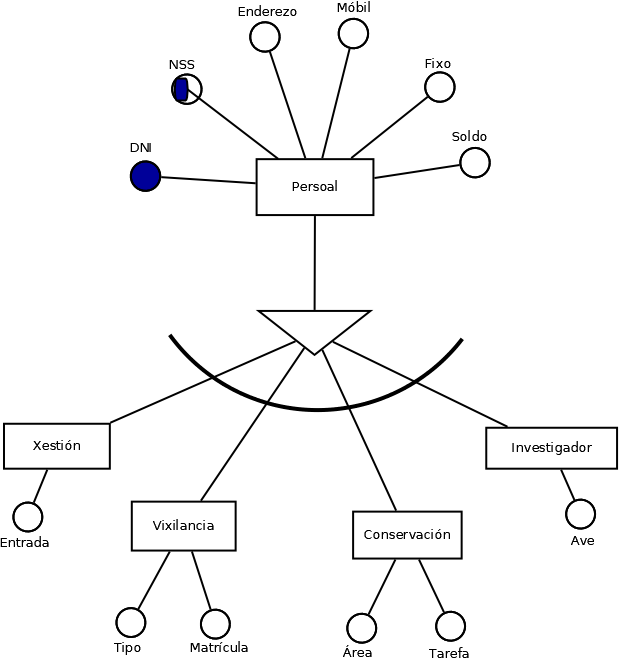 Enderezo
Móbil
NSS
Fixo
DNI
Soldo
Persoal
Xestión
Investigador
Vixilancia
Conservación
Entrada
Ave
Tipo
Matrícula
Área
Tarefa